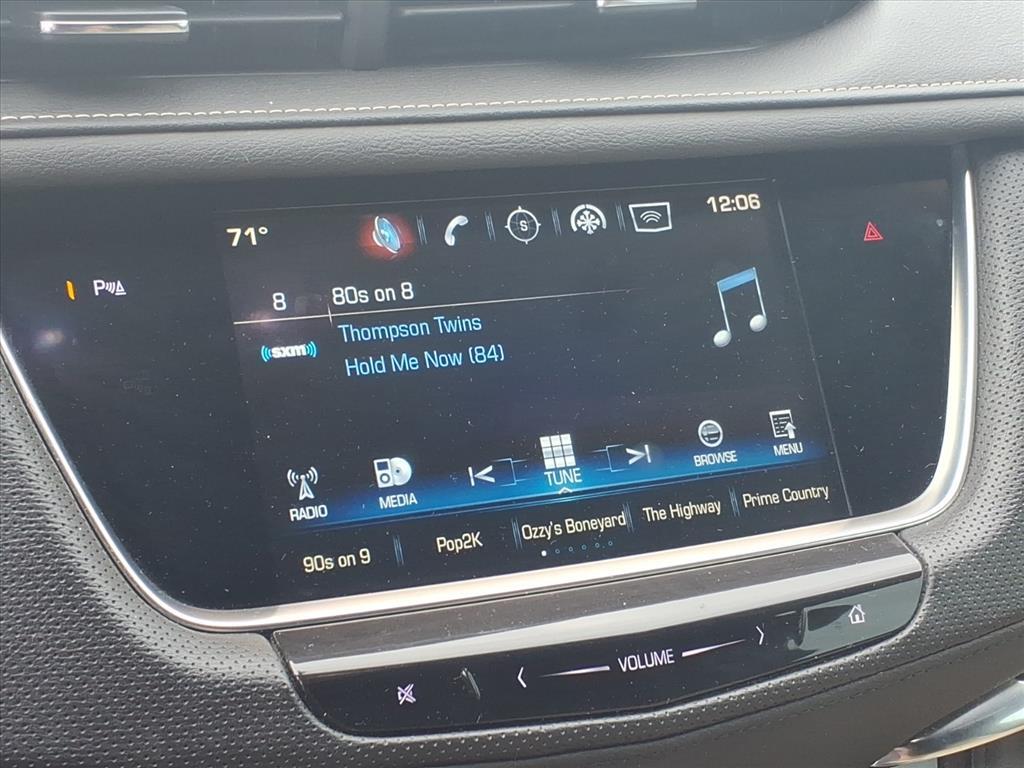 71°
S
12:06
P
8
80s on 8
sxm
Thompson Twins
Hold Me Now (84)
RADIO
MEDIA
TUNE
BROWSE
MENU
90s on 9
Pop2K
Ozzy's Boneyard
The Highway
Prime Country
VOLUME